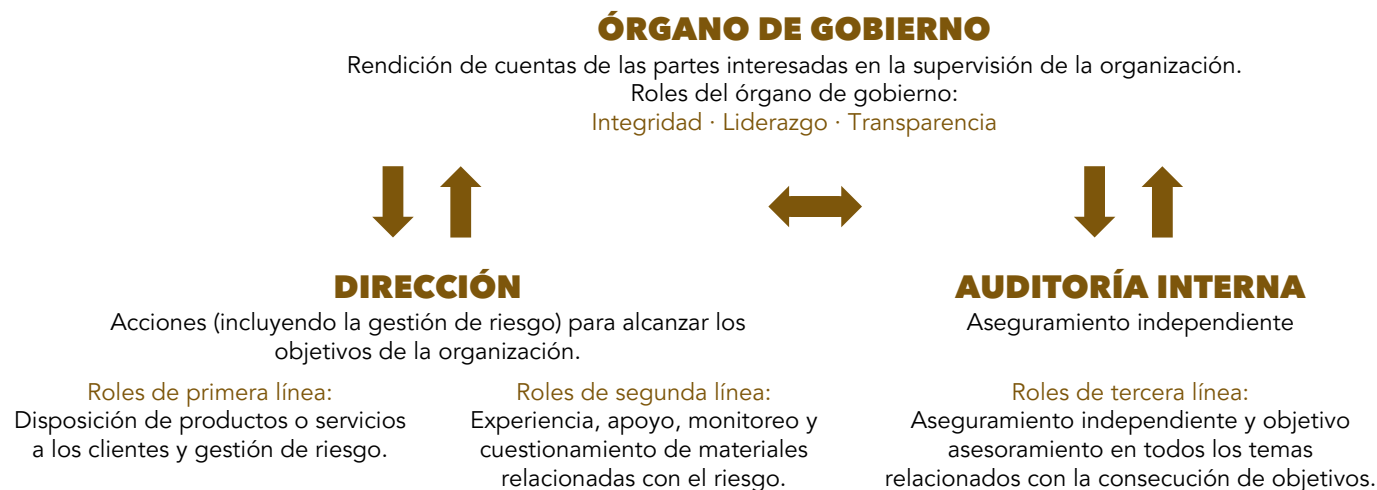 ÓRGANO DE GOBIERNO
Rendición de cuentas de las partes interesadas en la supervisión de la organización.
Roles del órgano de gobierno:
Integridad · Liderazgo · Transparencia
DIRECCIÓN
Acciones (incluyendo la gestión de riesgo) para alcanzar los
objetivos de la organización.
Roles de primera línea:
Disposición de productos o servicios
a los clientes y gestión de riesgo.
Roles de segunda línea:
Experiencia, apoyo, monitoreo y
cuestionamiento de materiales
relacionadas con el riesgo.
AUDITORÍA INTERNA
Aseguramiento independiente
Roles de tercera línea:
Aseguramiento independiente y objetivo
asesoramiento en todos los temas
relacionados con la consecución de objetivos.